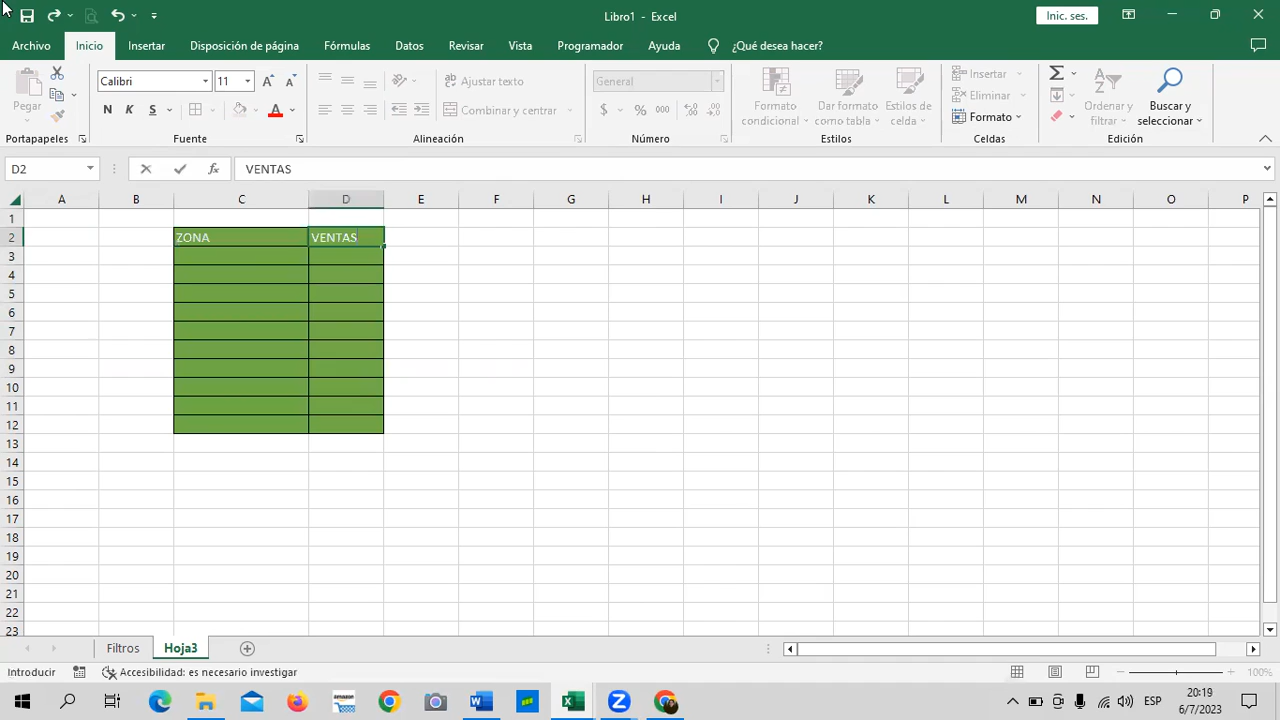 Libro1 - Excel
Inic. ses.
Archivo Inicio Insertar Disposición de página Fórmulas Datos Revisar Vista Programador Ayuda ¿Qué desea hacer?
Pegar
Portapapeles
Calibri 11
N K S
Fuente
Ajustar texto
Combinar y centrar
Alineación
General
$ % 000
Número
Formato condicional
Dar formato como tabla
Estilos de celda
Estilos
Insertar
Eliminar
Formato
Celdas
Ordenar y filtrar
Buscar y seleccionar
Edición
D2 fx VENTAS
A B C D E F G H I J K L M N O P
1
2 ZONA VENTAS
3
4
5
6
7
8
9
10
11
12
13
14
15
16
17
18
19
20
21
22
23
Filtros Hoja3
Introducir Accesibilidad: es necesario investigar 100%
ESP 20:19
6/7/2023